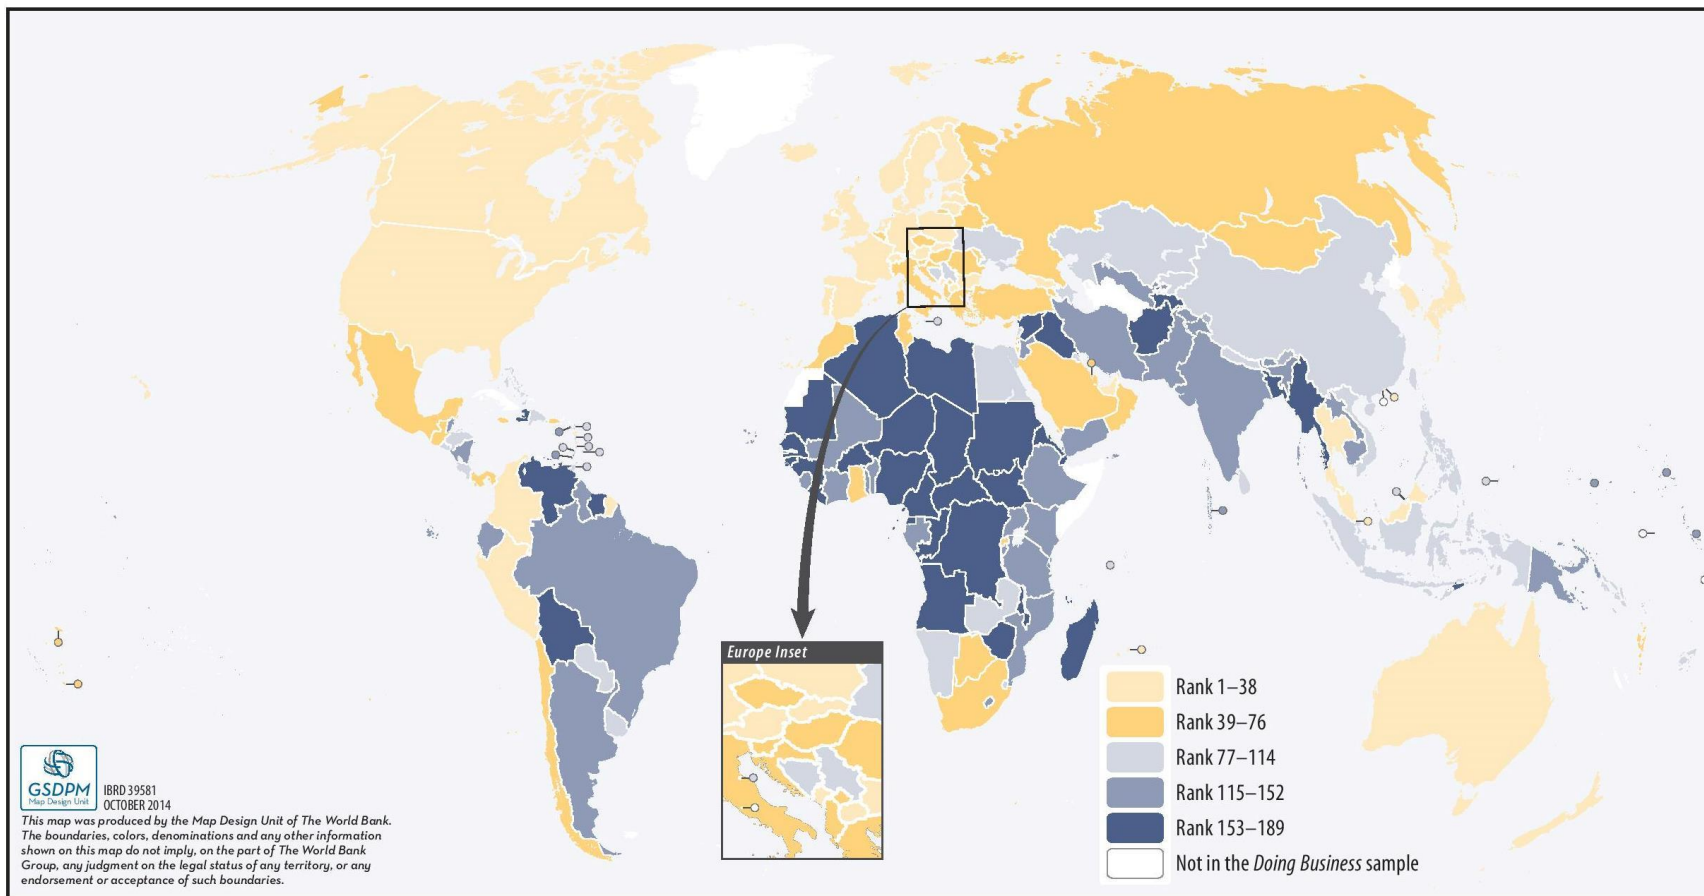 Europe Inset
Rank 1–38
Rank 39–76
Rank 77–114
Rank 115–152
Rank 153–189
Not in the Doing Business sample
GSDPM
Map Design Unit
IBRD 39581
OCTOBER 2014
This map was produced by the Map Design Unit of The World Bank.
The boundaries, colors, denominations and any other information
shown on this map do not imply, on the part of The World Bank
Group, any judgment on the legal status of any territory, or any
endorsement or acceptance of such boundaries.